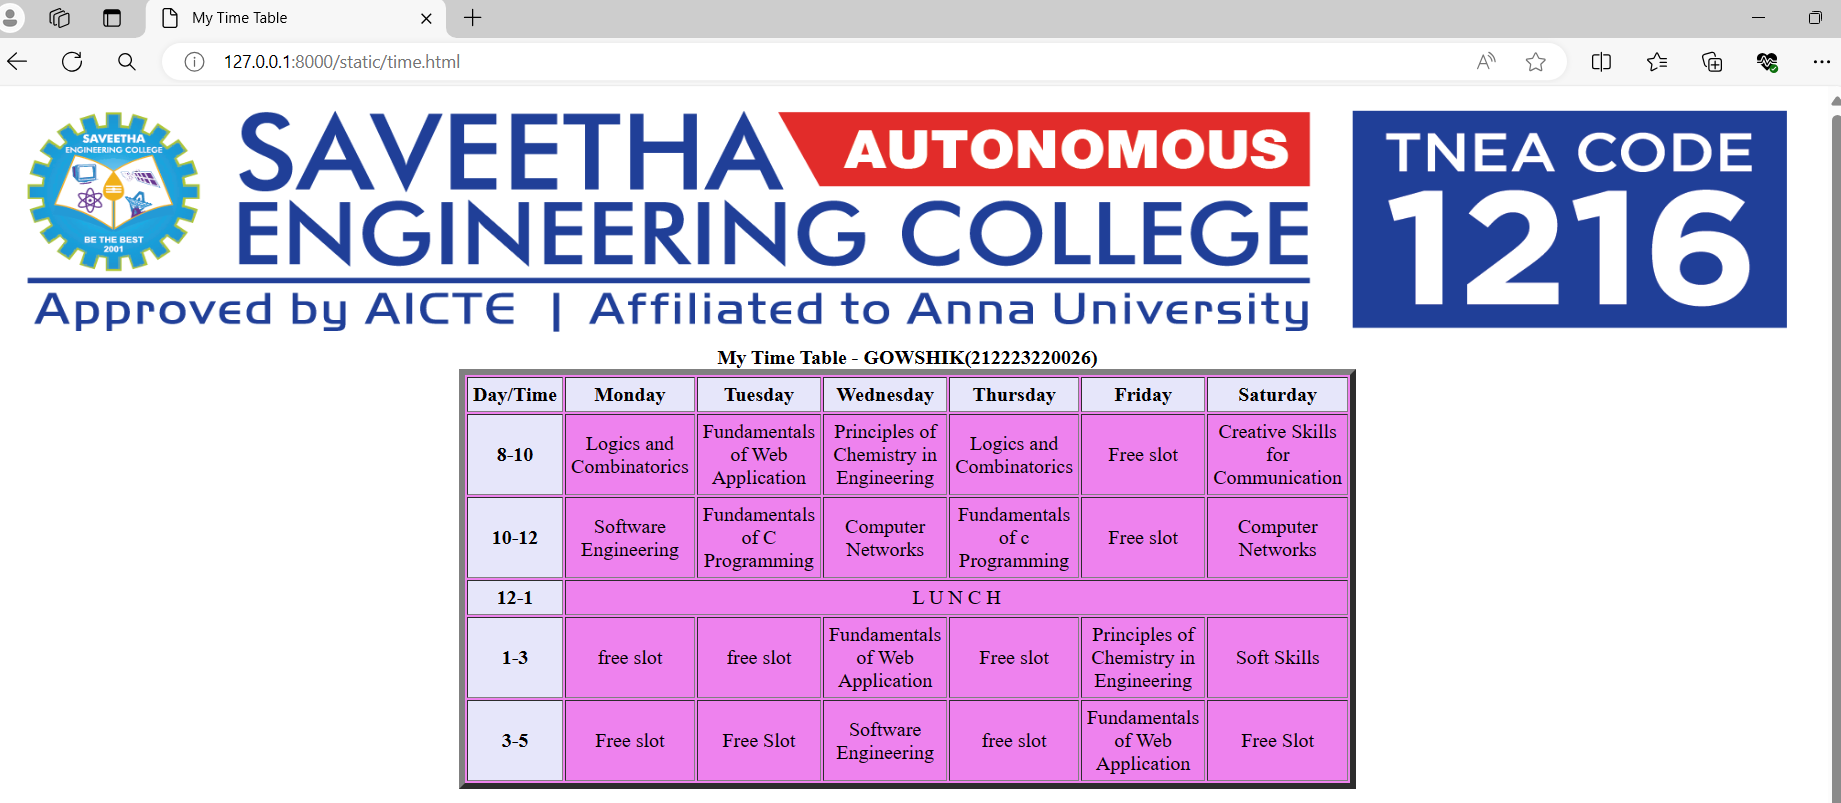 My Time Table
127.0.0.1:8000/static/time.html
SAVEETHA
ENGINEERING COLLEGE
BE THE BEST
2001
SAVEETHA AUTONOMOUS
ENGINEERING COLLEGE
Approved by AICTE | Affiliated to Anna University
TNEA CODE
1216
My Time Table - GOWSHIK(212223220026)
Day/Time Monday Tuesday Wednesday Thursday Friday Saturday
8-10
Logics and
Combinatorics
Fundamentals
of Web
Application
Principles of
Chemistry in
Engineering
Logics and
Combinatorics
Free slot
Creative Skills
for
Communication
10-12
Software
Engineering
Fundamentals
of C
Programming
Computer
Networks
Fundamentals
of c
Programming
Free slot
Computer
Networks
12-1
L U N C H
1-3
free slot
free slot
Fundamentals
of Web
Application
Free slot
Principles of
Chemistry in
Engineering
Soft Skills
3-5
Free slot
Free Slot
Software
Engineering
free slot
Fundamentals
of Web
Application
Free Slot